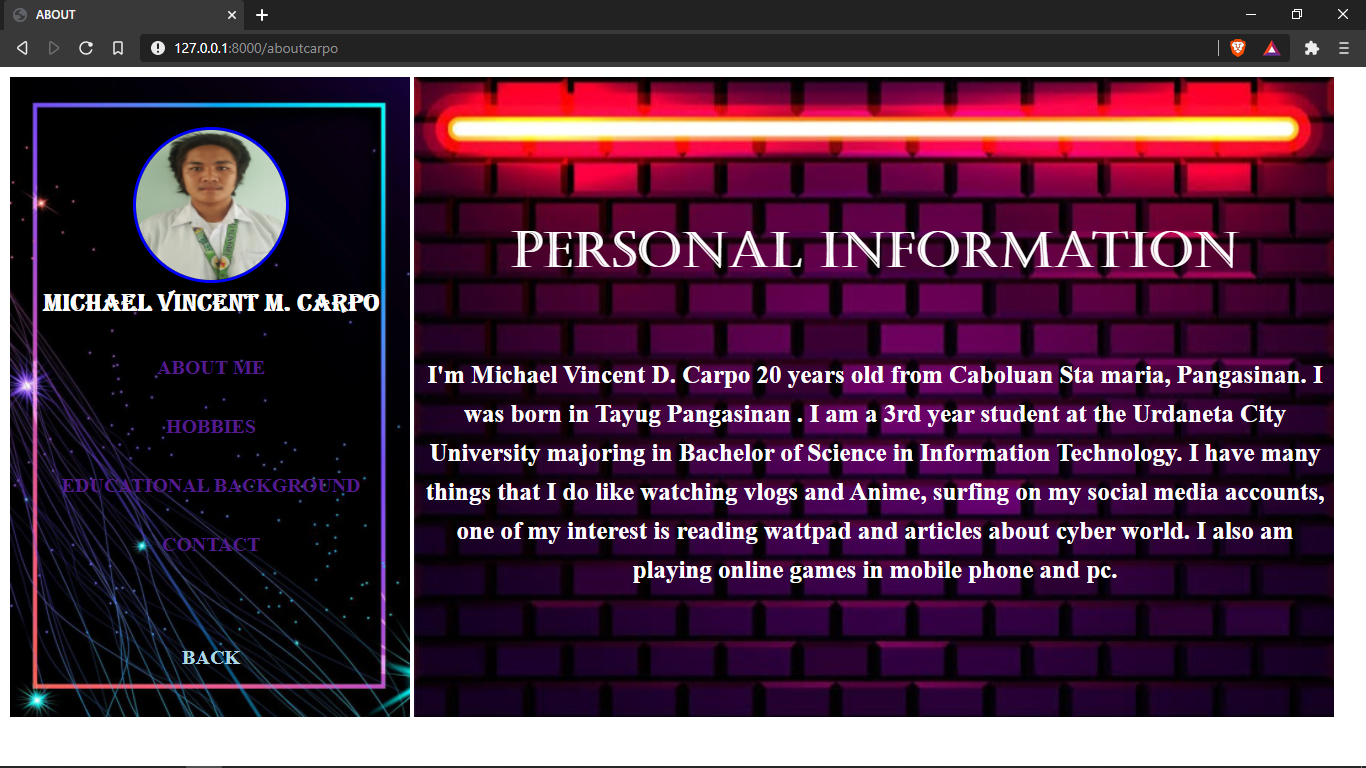 ABOUT
127.0.0.1:8000/aboutcarpo
MICHAEL VINCENT M. CARPO
ABOUT ME
HOBBIES
EDUCATIONAL BACKGROUND
CONTACT
BACK
PERSONAL INFORMATION
I'm Michael Vincent D. Carpo 20 years old from Caboluan Sta maria, Pangasinan. I
was born in Tayug Pangasinan . I am a 3rd year student at the Urdaneta City
University majoring in Bachelor of Science in Information Technology. I have many
things that I do like watching vlogs and Anime, surfing on my social media accounts,
one of my interest is reading wattpad and articles about cyber world. I also am
playing online games in mobile phone and pc.